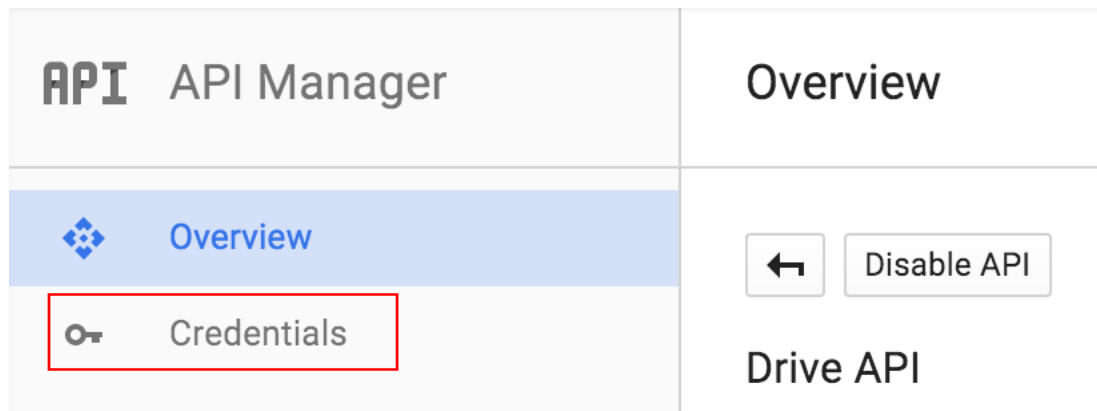 API API Manager
Overview
Credentials
Overview
Disable API
Drive API